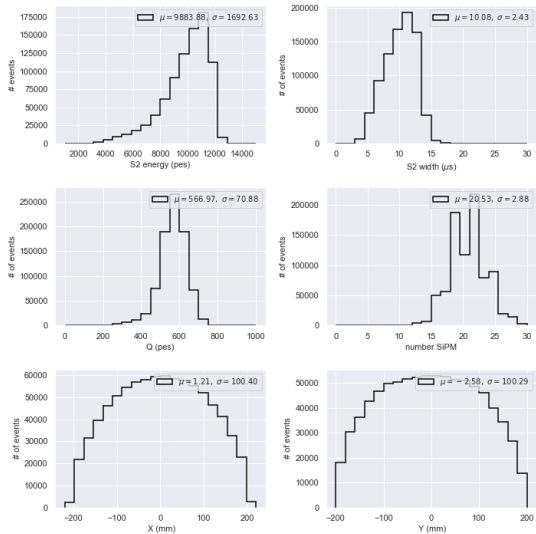 μ = 9883.88, σ = 1692.63
# of events
175000
150000
125000
100000
75000
50000
25000
0
2000 4000 6000 8000 10000 12000 14000
S2 energy (pes)
μ = 10.08, σ = 2.43
# of events
200000
150000
100000
50000
0
0 5 10 15 20 25 30
S2 width (μs)
μ = 566.97, σ = 70.88
# of events
250000
200000
150000
100000
50000
0
0 200 400 600 800 1000
Q (pes)
μ = 20.53, σ = 2.88
# of events
200000
150000
100000
50000
0
0 5 10 15 20 25 30
number SiPM
μ = 1.21, σ = 100.40
# of events
60000
50000
40000
30000
20000
10000
0
−200 −100 0 100 200
X (mm)
μ = −2.58, σ = 100.29
# of events
50000
40000
30000
20000
10000
0
−200 −100 0 100 200
Y (mm)